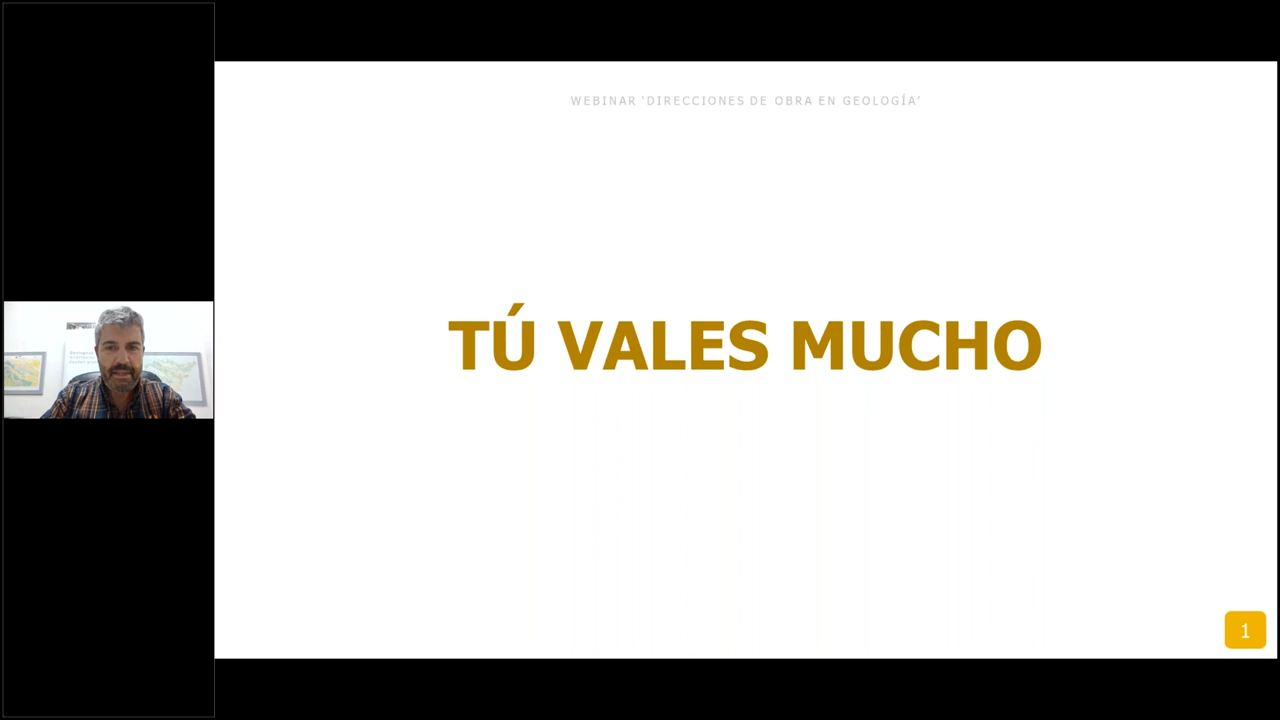 WEBINAR 'DIRECCIONES DE OBRA EN GEOLOGÍA'
TÚ VALES MUCHO
1